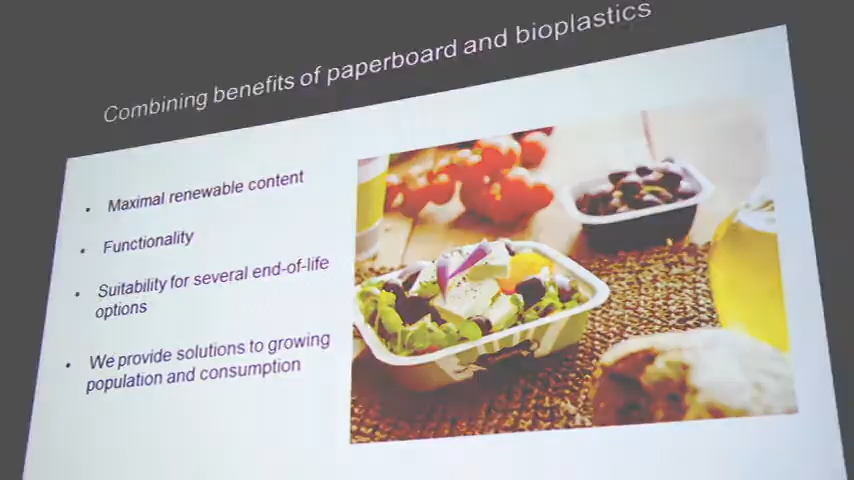 Combining benefits of paperboard and bioplastics
• Maximal renewable content
• Functionality
• Suitability for several end-of-life
options
• We provide solutions to growing
population and consumption